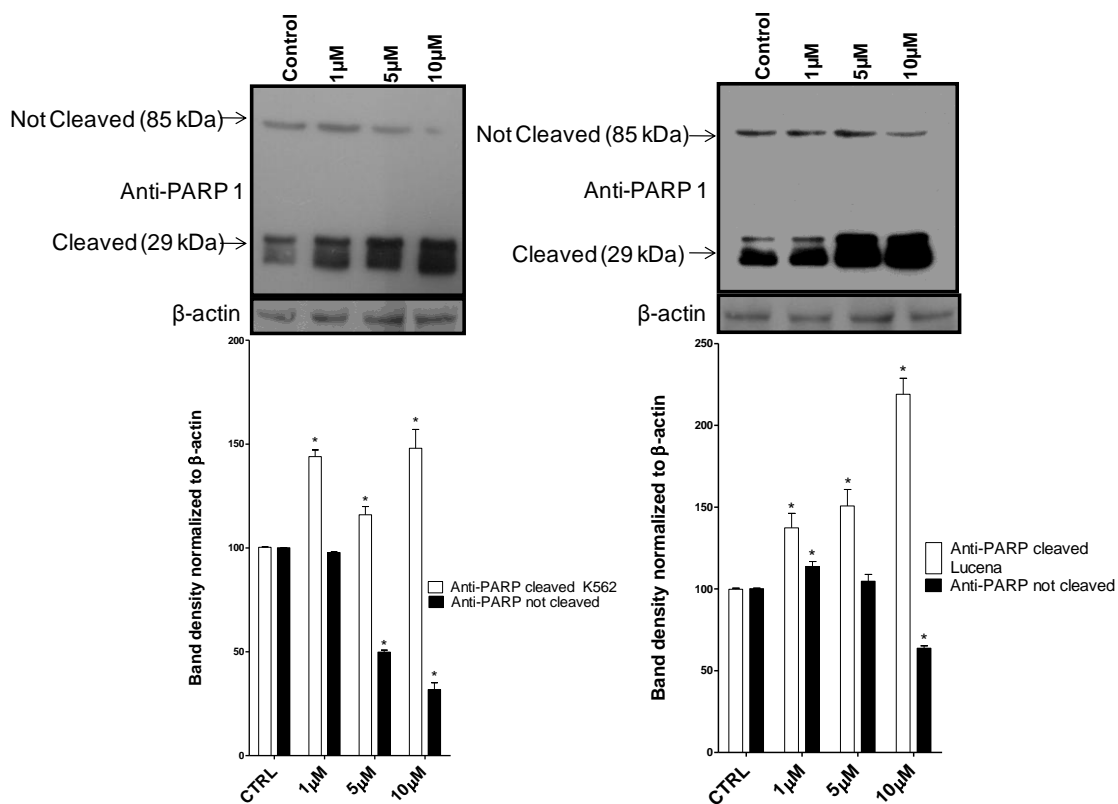 Control
1µM
5µM
10µM
Not Cleaved (85 kDa)
Anti-PARP 1
Cleaved (29 kDa)
β-actin
200
150
100
50
0
Band density normalized to β-actin
*
*
*
*
*
Anti-PARP cleaved K562
Anti-PARP not cleaved
CTRL
1µM
5µM
10µM
Control
1µM
5µM
10µM
Not Cleaved (85 kDa)
Anti-PARP 1
Cleaved (29 kDa)
β-actin
250
200
150
100
50
0
Band density normalized to β-actin
*
*
*
*
*
Anti-PARP cleaved
Lucena
Anti-PARP not cleaved
CTRL
1µM
5µM
10µM